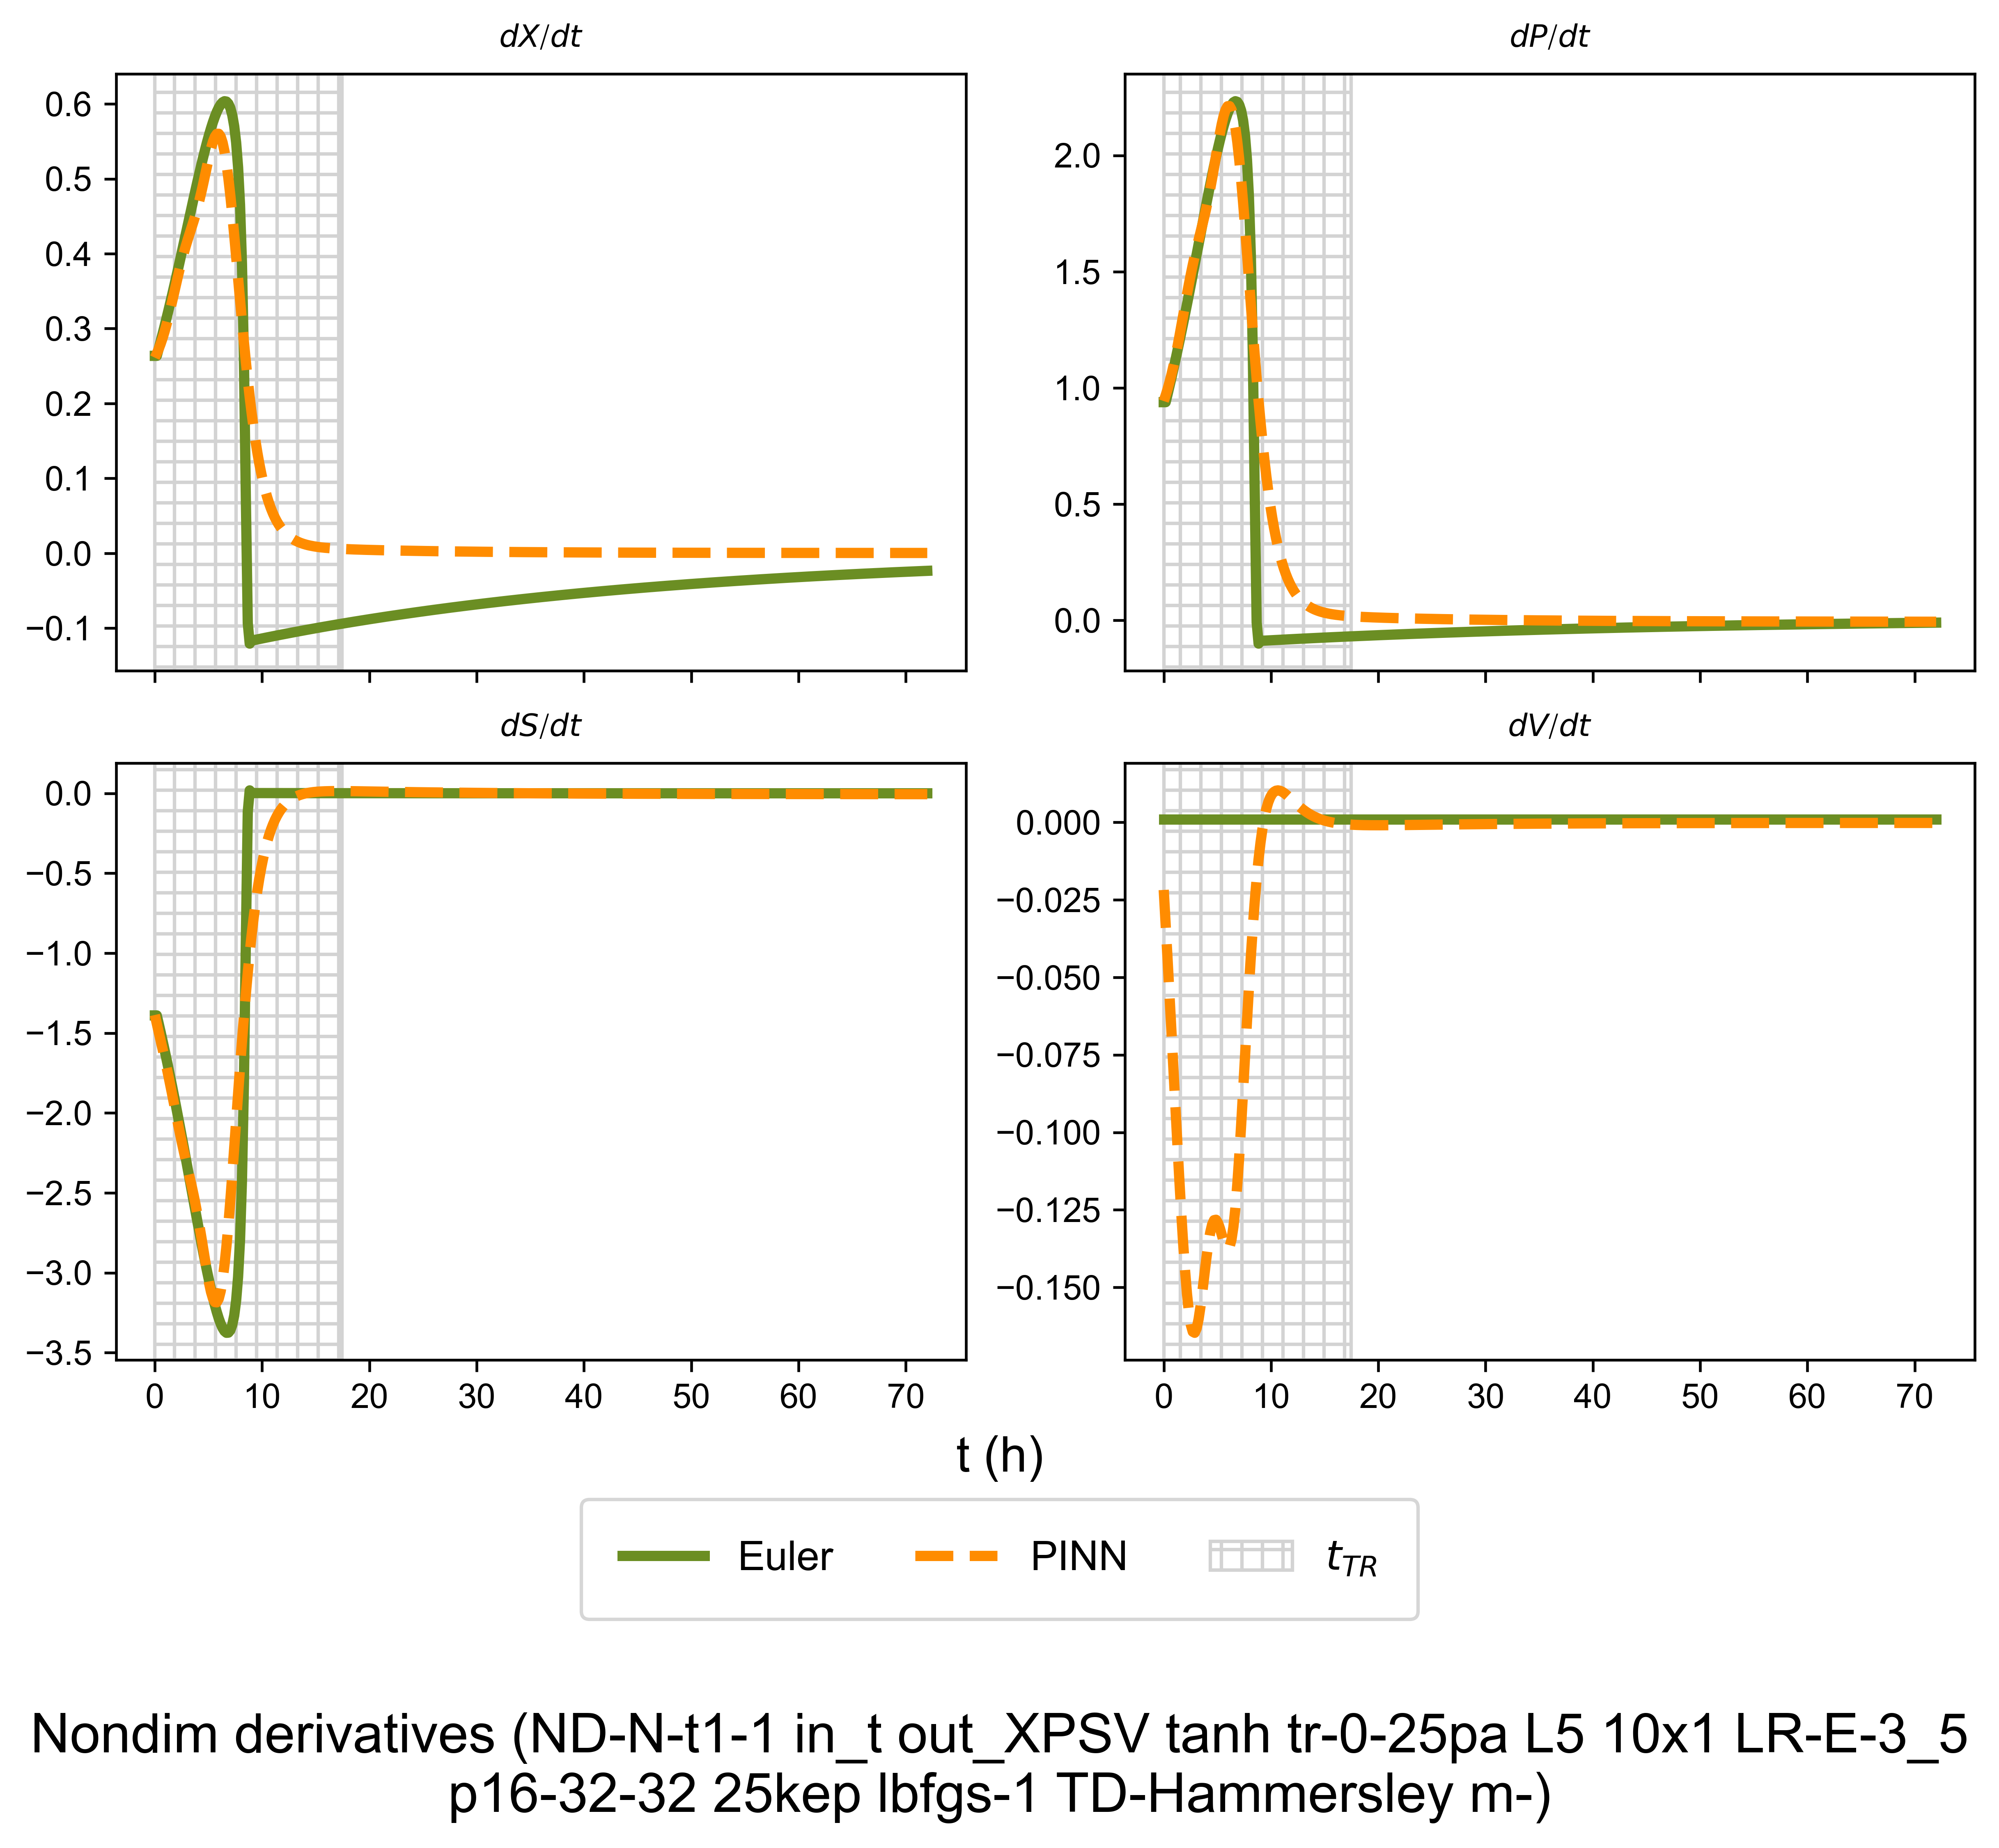 dX/dt
dP/dt
0.6
0.5
0.4
0.3
0.2
0.1
0.0
−0.1
2.0
1.5
1.0
0.5
0.0
dS/dt
dV/dt
0.0
−0.5
−1.0
−1.5
−2.0
−2.5
−3.0
−3.5
0.000
−0.025
−0.050
−0.075
−0.100
−0.125
−0.150
0 10 20 30 40 50 60 70
0 10 20 30 40 50 60 70
t (h)
Euler PINN t_TR
Nondim derivatives (ND-N-t1-1 in_t out_XPSV tanh tr-0-25pa L5 10x1 LR-E-3_5
p16-32-32 25kep lbfgs-1 TD-Hammersley m-)